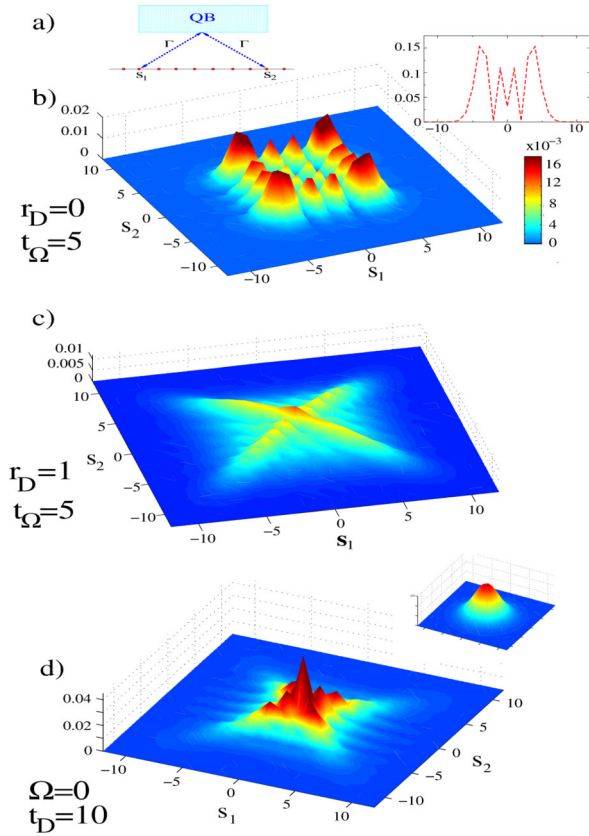 a)
QB
Γ Γ
S1 S2
0.15
0.1
0.05
0
−10 0 10
b)
0.02
0.01
0
10
5
0
−5
−10
S2
−10 −5 0 5 10
S1
rD=0
tΩ=5
x10⁻³
16
12
8
4
0
c)
0.01
0.005
0
10
5
0
−5
−10
S2
−10 −5 0 5 10
s1
rD=1
tΩ=5
d)
0.04
0.02
0
−10 −5 0 5 10
S1
10
5
0
−5
−10
S2
Ω=0
tD=10